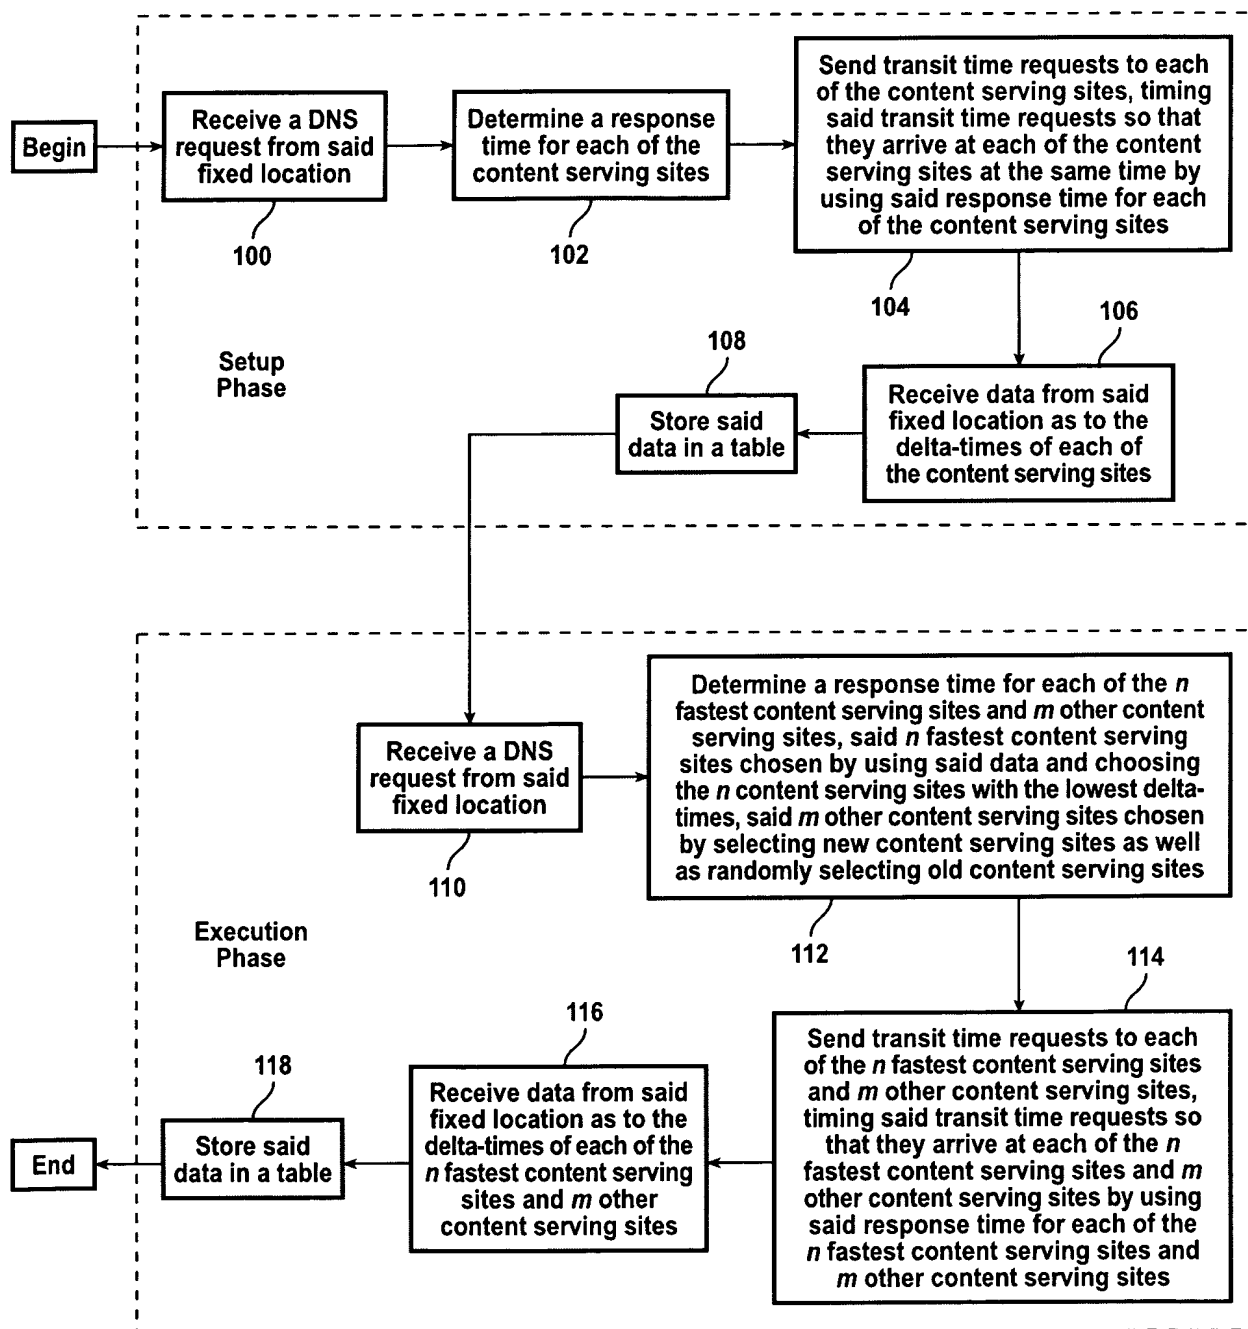 Begin
Receive a DNS
request from said
fixed location
100
Determine a response
time for each of the
content serving sites
102
Send transit time requests to each
of the content serving sites, timing
said transit time requests so that
they arrive at each of the content
serving sites at the same time by
using said response time for each
of the content serving sites
104
106
Receive data from said
fixed location as to the
delta-times of each of
the content serving sites
108
Store said
data in a table
Setup
Phase
Receive a DNS
request from said
fixed location
110
Determine a response time for each of the n
fastest content serving sites and m other content
serving sites, said n fastest content serving
sites chosen by using said data and choosing
the n content serving sites with the lowest delta-
times, said m other content serving sites chosen
by selecting new content serving sites as well
as randomly selecting old content serving sites
112
Execution
Phase
114
Send transit time requests to each
of the n fastest content serving sites
and m other content serving sites,
timing said transit time requests so
that they arrive at each of the n
fastest content serving sites and m
other content serving sites by using
said response time for each of the
n fastest content serving sites and
m other content serving sites
116
Receive data from said
fixed location as to the
delta-times of each of the
n fastest content serving
sites and m other
content serving sites
118
Store said
data in a table
End